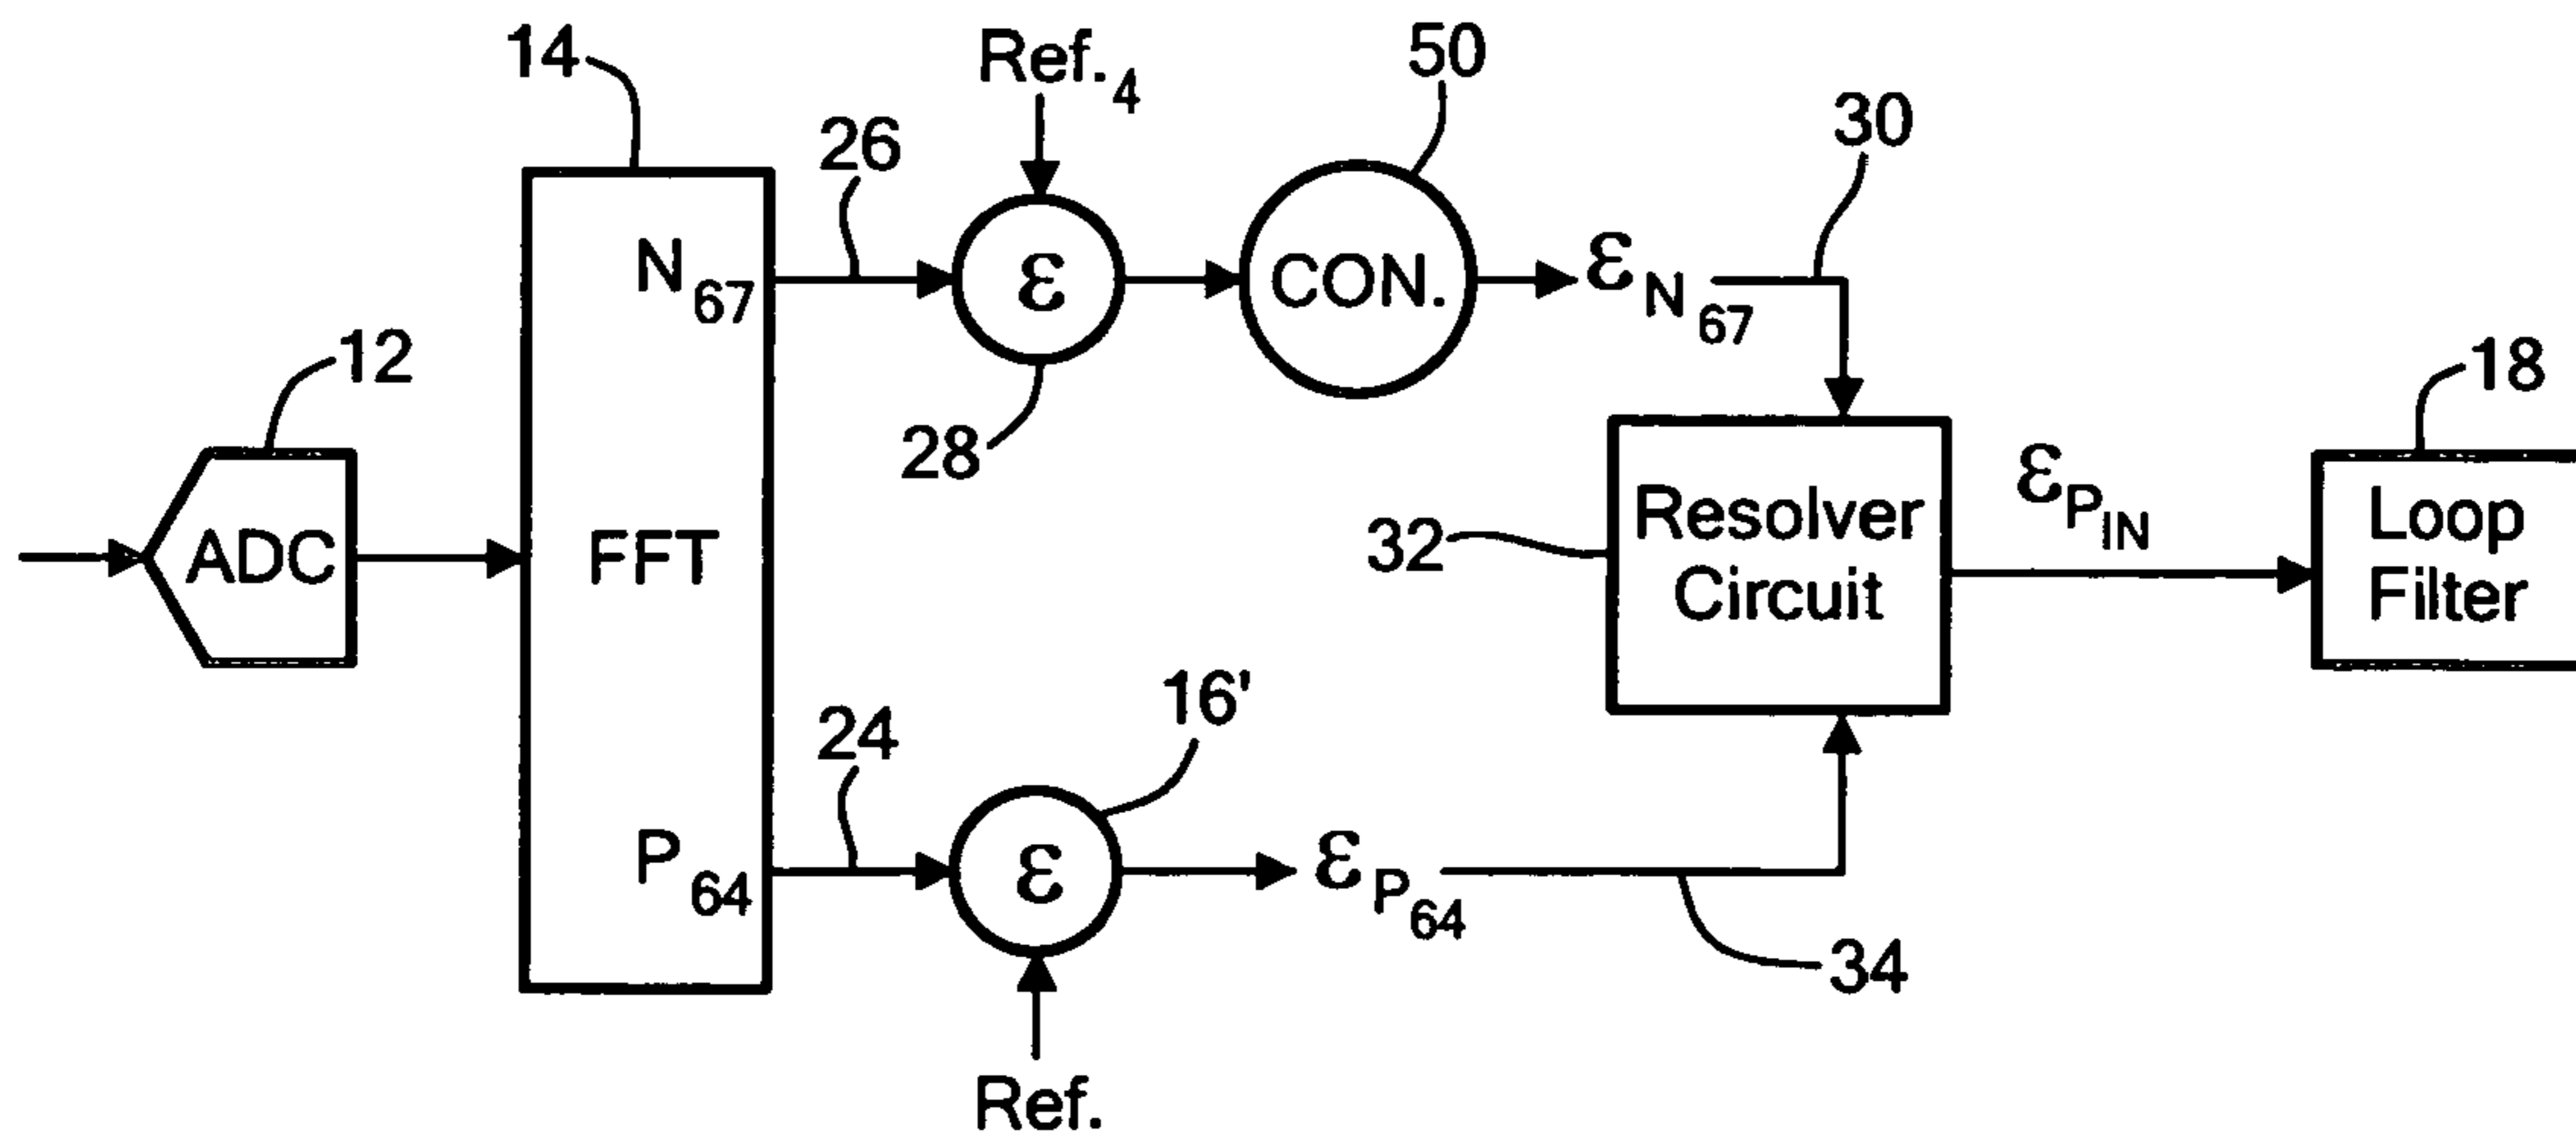 14
Ref.4
50
26
30
N67
ε
CON.
εN67
12
28
18
ADC
FFT
32
Resolver
Circuit
εPIN
Loop
Filter
24
16'
P64
ε
εP64
34
Ref.